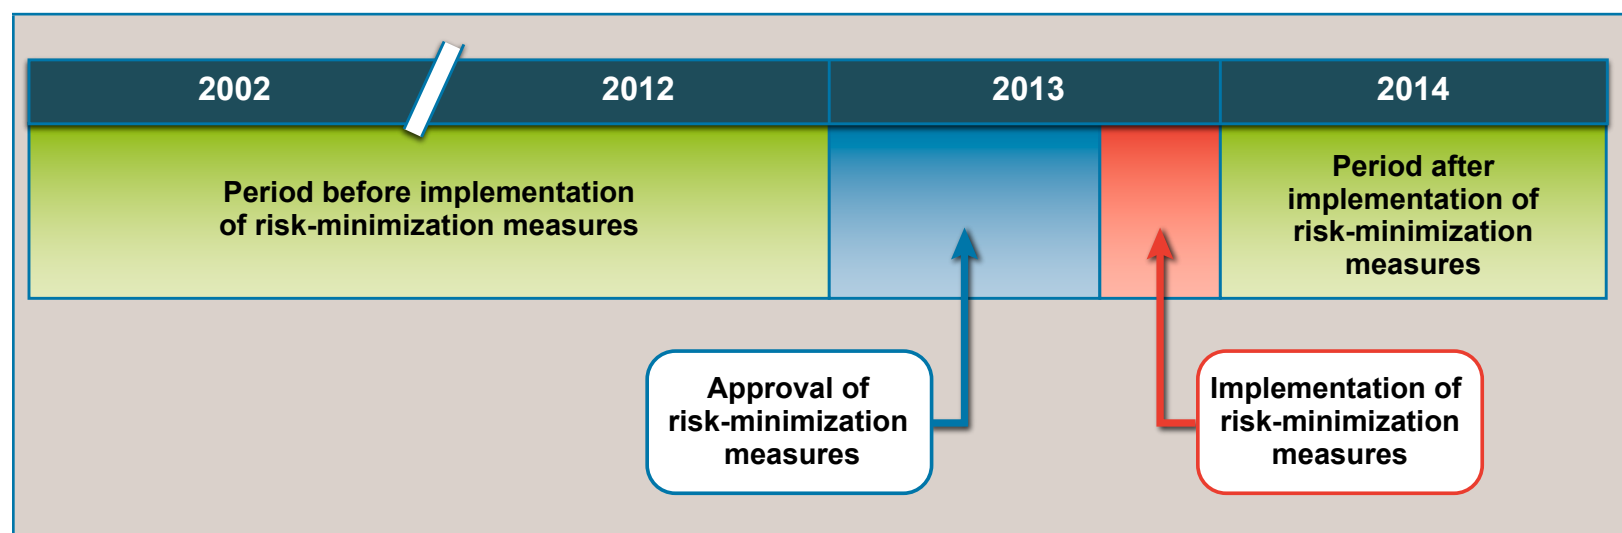 2002 2012 2013 2014
Period before implementation
of risk-minimization measures
Period after
implementation of
risk-minimization
measures
Approval of
risk-minimization
measures
Implementation of
risk-minimization
measures